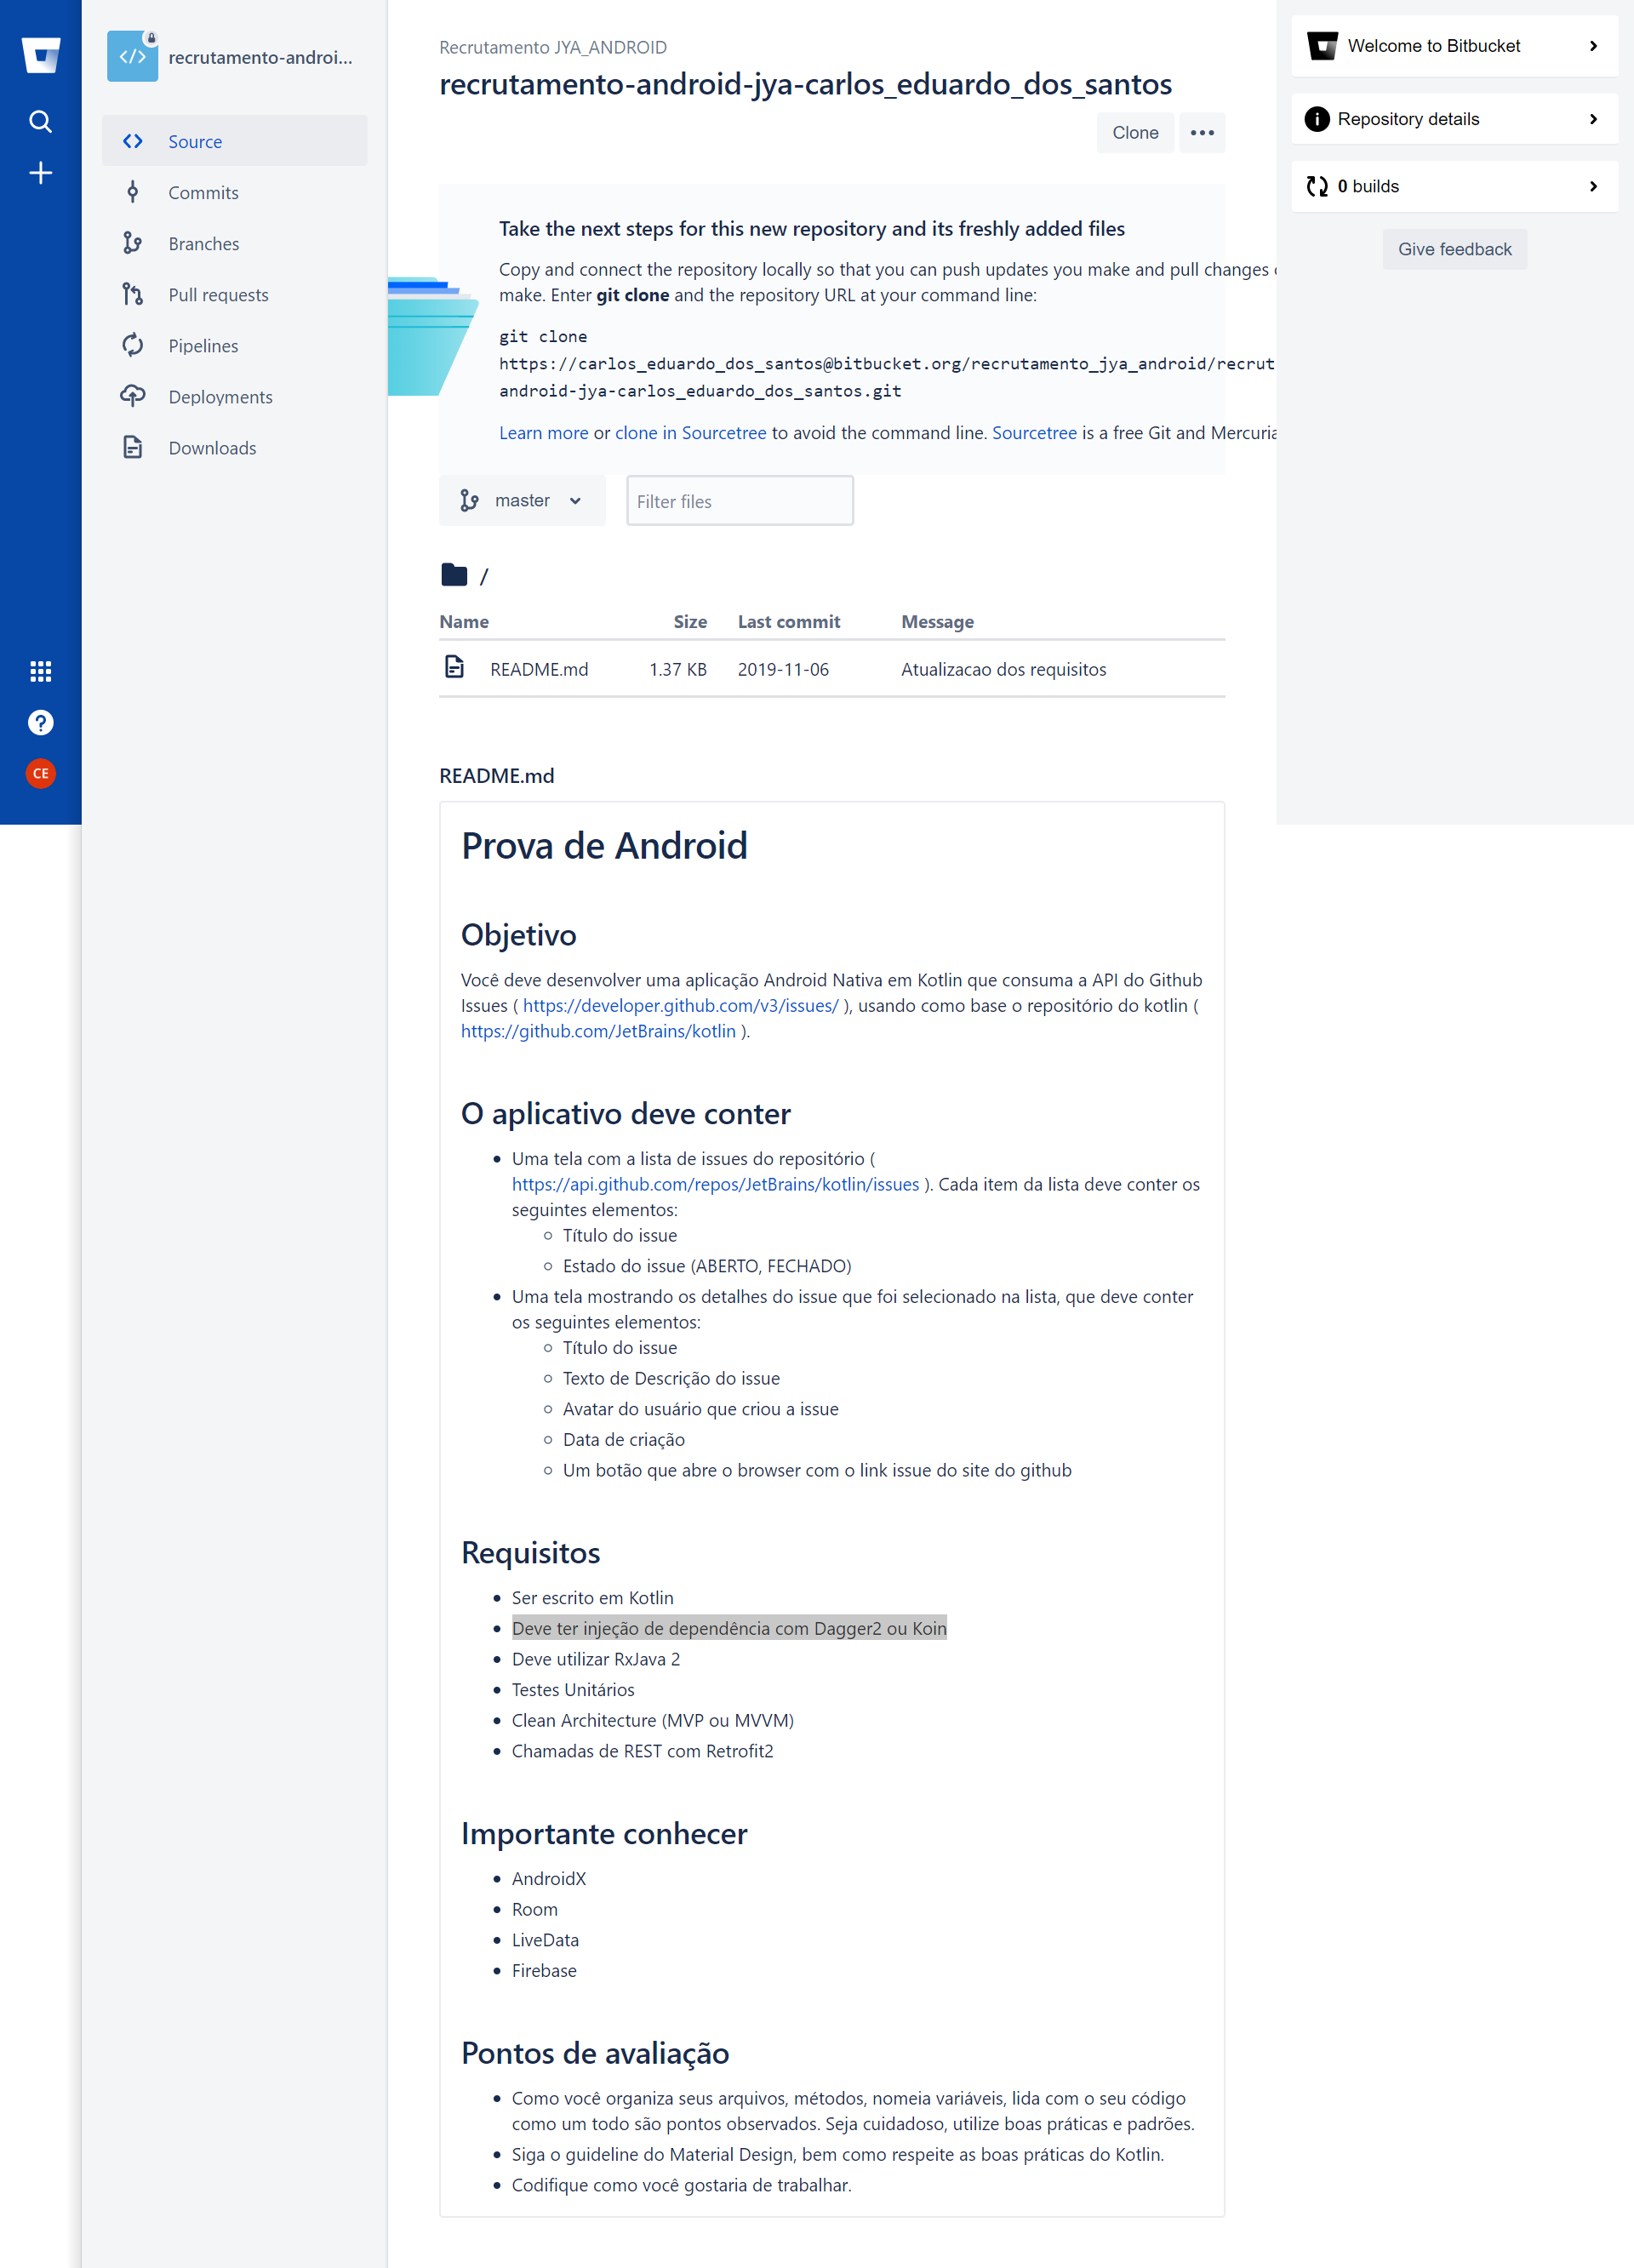 recrutamento-androi...
Source
Commits
Branches
Pull requests
Pipelines
Deployments
Downloads
CE
Recrutamento JYA_ANDROID
recrutamento-android-jya-carlos_eduardo_dos_santos
Clone
Take the next steps for this new repository and its freshly added files
Copy and connect the repository locally so that you can push updates you make and pull changes
make. Enter git clone and the repository URL at your command line:
git clone
https://carlos_eduardo_dos_santos@bitbucket.org/recrutamento_jya_android/recrut
android-jya-carlos_eduardo_dos_santos.git
Learn more or clone in Sourcetree to avoid the command line. Sourcetree is a free Git and Mercuria
master
Filter files
/
Name Size Last commit Message
README.md 1.37 KB 2019-11-06 Atualizacao dos requisitos
README.md
Prova de Android
Objetivo
Você deve desenvolver uma aplicação Android Nativa em Kotlin que consuma a API do Github
Issues ( https://developer.github.com/v3/issues/ ), usando como base o repositório do kotlin (
https://github.com/JetBrains/kotlin ).
O aplicativo deve conter
Uma tela com a lista de issues do repositório (
https://api.github.com/repos/JetBrains/kotlin/issues ). Cada item da lista deve conter os
seguintes elementos:
Título do issue
Estado do issue (ABERTO, FECHADO)
Uma tela mostrando os detalhes do issue que foi selecionado na lista, que deve conter
os seguintes elementos:
Título do issue
Texto de Descrição do issue
Avatar do usuário que criou a issue
Data de criação
Um botão que abre o browser com o link issue do site do github
Requisitos
Ser escrito em Kotlin
Deve ter injeção de dependência com Dagger2 ou Koin
Deve utilizar RxJava 2
Testes Unitários
Clean Architecture (MVP ou MVVM)
Chamadas de REST com Retrofit2
Importante conhecer
AndroidX
Room
LiveData
Firebase
Pontos de avaliação
Como você organiza seus arquivos, métodos, nomeia variáveis, lida com o seu código
como um todo são pontos observados. Seja cuidadoso, utilize boas práticas e padrões.
Siga o guideline do Material Design, bem como respeite as boas práticas do Kotlin.
Codifique como você gostaria de trabalhar.
Welcome to Bitbucket
Repository details
0 builds
Give feedback